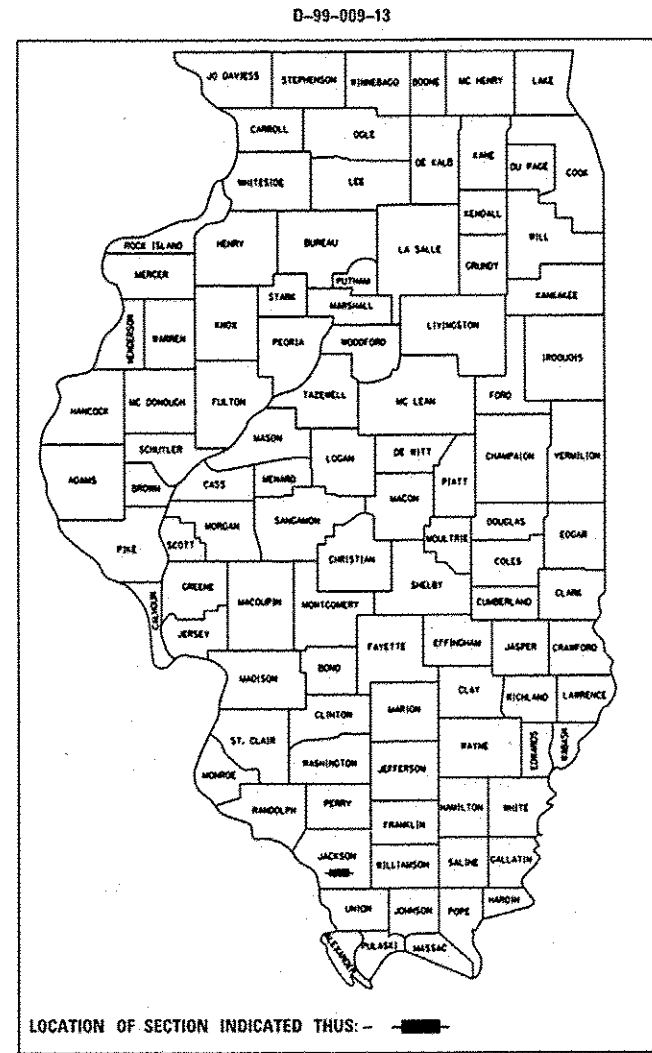 D-99-009-13
JO DAVIESS STEPHENSON WINNEBAGO BOONE MC HENRY LAKE
CARROLL OGLE
DE KALB KANE DU PAGE COOK
WHITESIDE LEE
KENDALL WILL
ROCK ISLAND HENRY BUREAU LA SALLE GRUNDY
MERCER PUTNAM
KANKAKEE
STARK MARSHALL
HENDERSON WARREN KNOX PEORIA WOODFORD LIVINGSTON IROQUOIS
HANCOCK MC DONOUGH FULTON TAZEWELL MC LEAN FORD
MASON
SCHUYLER LOGAN DE WITT CHAMPAION VERMILION
ADAMS BROWN CASS MENARD MACON PIATT
PIKE SCOTT MORGAN SANGAMON DOUGLAS EDGAR
MOULTRIE COLES
CHRISTIAN
CALHOUN GREENE MACOUPIN MONTGOMERY SHELBY CUMBERLAND CLARK
JERSEY
FAYETTE EFFINGHAM JASPER CRAWFORD
MADISON BOND CLAY RICHLAND LAWRENCE
CLINTON MARION
ST. CLAIR WAYNE EDWARDS WABASH
WASHINGTON JEFFERSON
MONROE
RANDOLPH PERRY HAMILTON WHITE
FRANKLIN
JACKSON WILLIAMSON SALINE GALLATIN
UNION JOHNSON POPE HARDIN
ALEXANDER PULASKI MASSAC
LOCATION OF SECTION INDICATED THUS: -